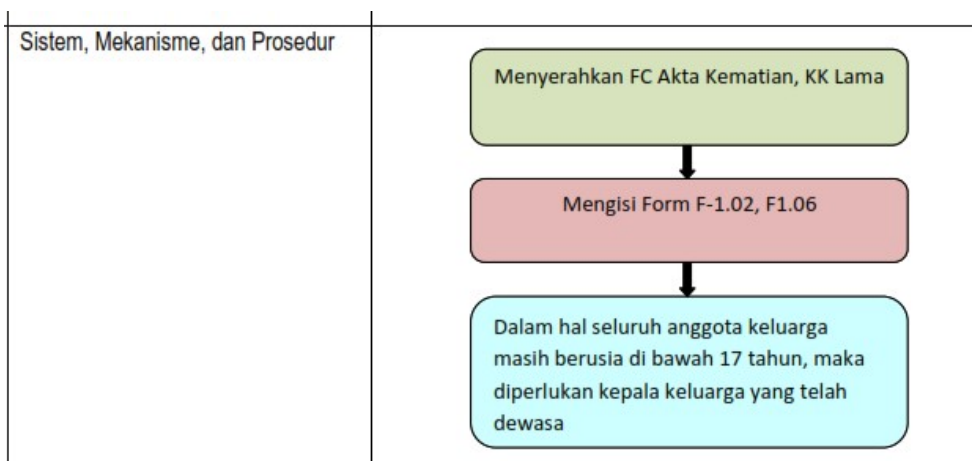 Sistem, Mekanisme, dan Prosedur
Menyerahkan FC Akta Kematian, KK Lama
Mengisi Form F-1.02, F1.06
Dalam hal seluruh anggota keluarga
masih berusia di bawah 17 tahun, maka
diperlukan kepala keluarga yang telah
dewasa